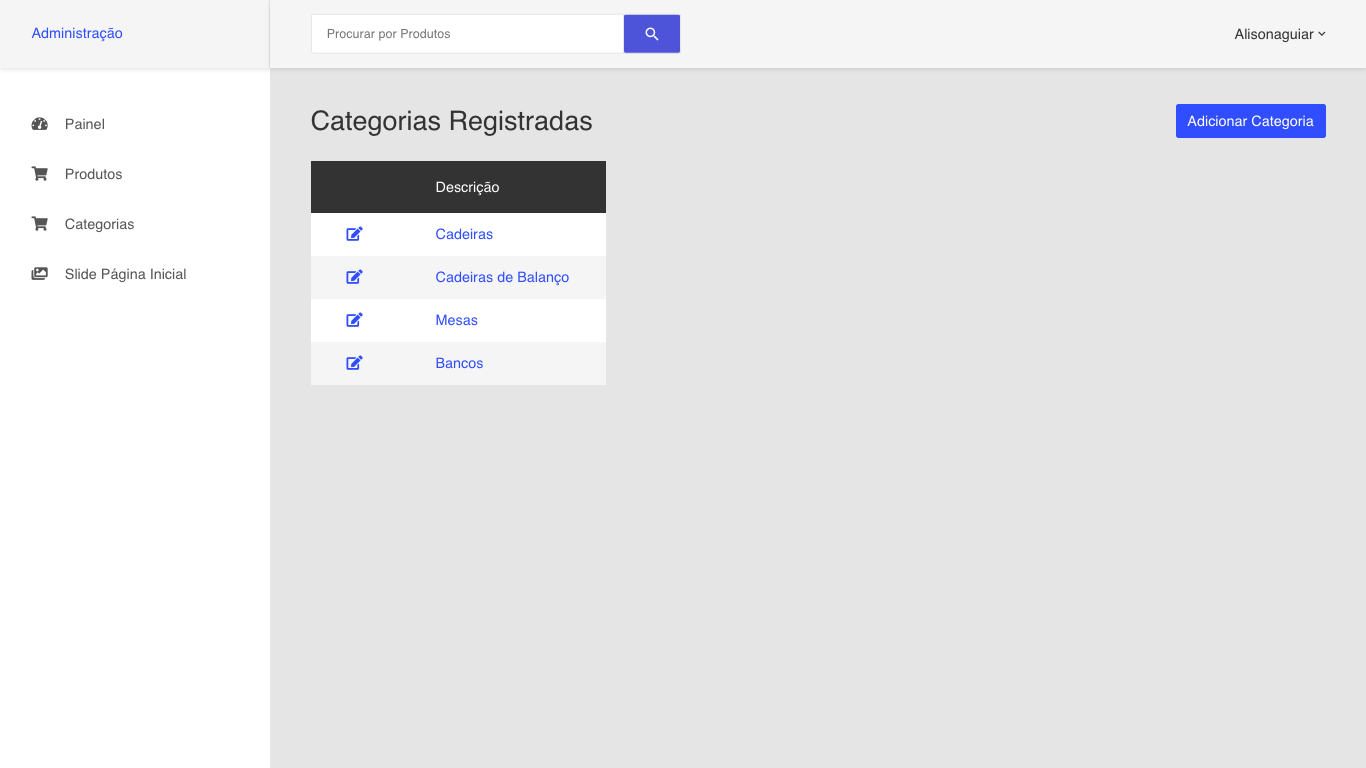 Administração
Procurar por Produtos
Alisonaguiar
Painel
Produtos
Categorias
Slide Página Inicial
Categorias Registradas
Adicionar Categoria
Descrição
Cadeiras
Cadeiras de Balanço
Mesas
Bancos